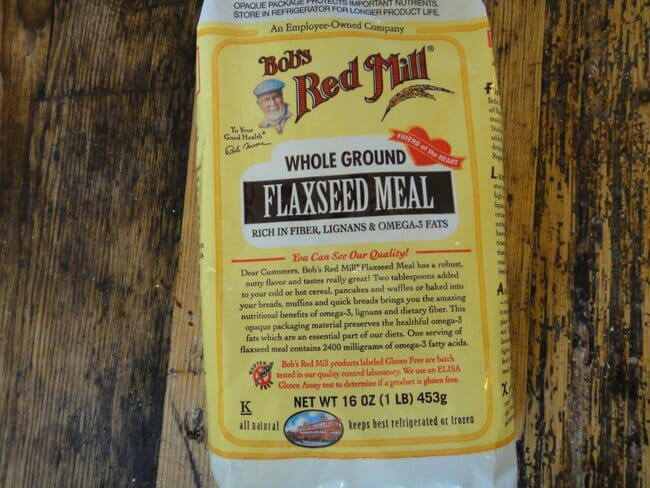 OPAQUE PACKAGE PROTECTS IMPORTANT NUTRIENTS.
STORE IN REFRIGERATOR FOR LONGER PRODUCT LIFE.
An Employee-Owned Company
Bob's
Red Mill®
To Your
Good Health®
Bob Moore
FRIEND of the HEART
WHOLE GROUND
FLAXSEED MEAL
RICH IN FIBER, LIGNANS & OMEGA-3 FATS
You Can See Our Quality!
Dear Customers, Bob's Red Mill® Flaxseed Meal has a robust,
nutty flavor and tastes really great! Two tablespoons added
to your cold or hot cereal, pancakes and waffles or baked into
your breads, muffins and quick breads brings you the amazing
nutritional benefits of omega-3, lignans and dietary fiber. This
opaque packaging material preserves the healthful omega-3
fats which are an essential part of our diets. One serving of
flaxseed meal contains 2400 milligrams of omega-3 fatty acids.
GLUTEN FREE
Bob's Red Mill products labeled Gluten Free are batch
tested in our quality control laboratory. We use an ELISA
Gluten Assay test to determine if a product is gluten free.
NET WT 16 OZ (1 LB) 453g
K
all natural keeps best refrigerated or frozen